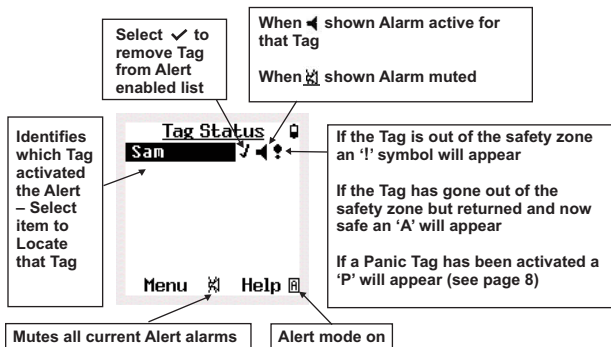 Select ✓ to
remove Tag
from Alert
enabled list
When 🔈 shown Alarm active for
that Tag
When 🔇 shown Alarm muted
Identifies
which Tag
activated
the Alert
– Select
item to
Locate
that Tag
Tag Status
Sam ✓ !
Menu Help A
If the Tag is out of the safety zone
an ‘!’ symbol will appear
If the Tag has gone out of the
safety zone but returned and now
safe an ‘A’ will appear
If a Panic Tag has been activated a
‘P’ will appear (see page 8)
Mutes all current Alert alarms
Alert mode on